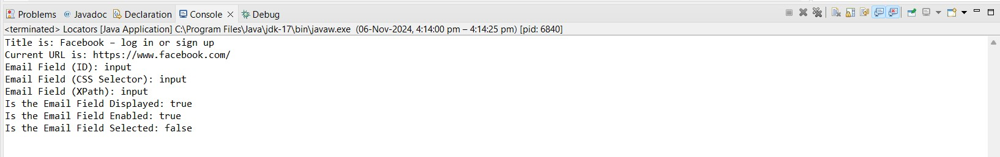 Problems @ Javadoc Declaration Console Debug
<terminated> Locators [Java Application] C:\Program Files\Java\jdk-17\bin\javaw.exe (06-Nov-2024, 4:14:00 pm – 4:14:25 pm) [pid: 6840]
Title is: Facebook – log in or sign up
Current URL is: https://www.facebook.com/
Email Field (ID): input
Email Field (CSS Selector): input
Email Field (XPath): input
Is the Email Field Displayed: true
Is the Email Field Enabled: true
Is the Email Field Selected: false